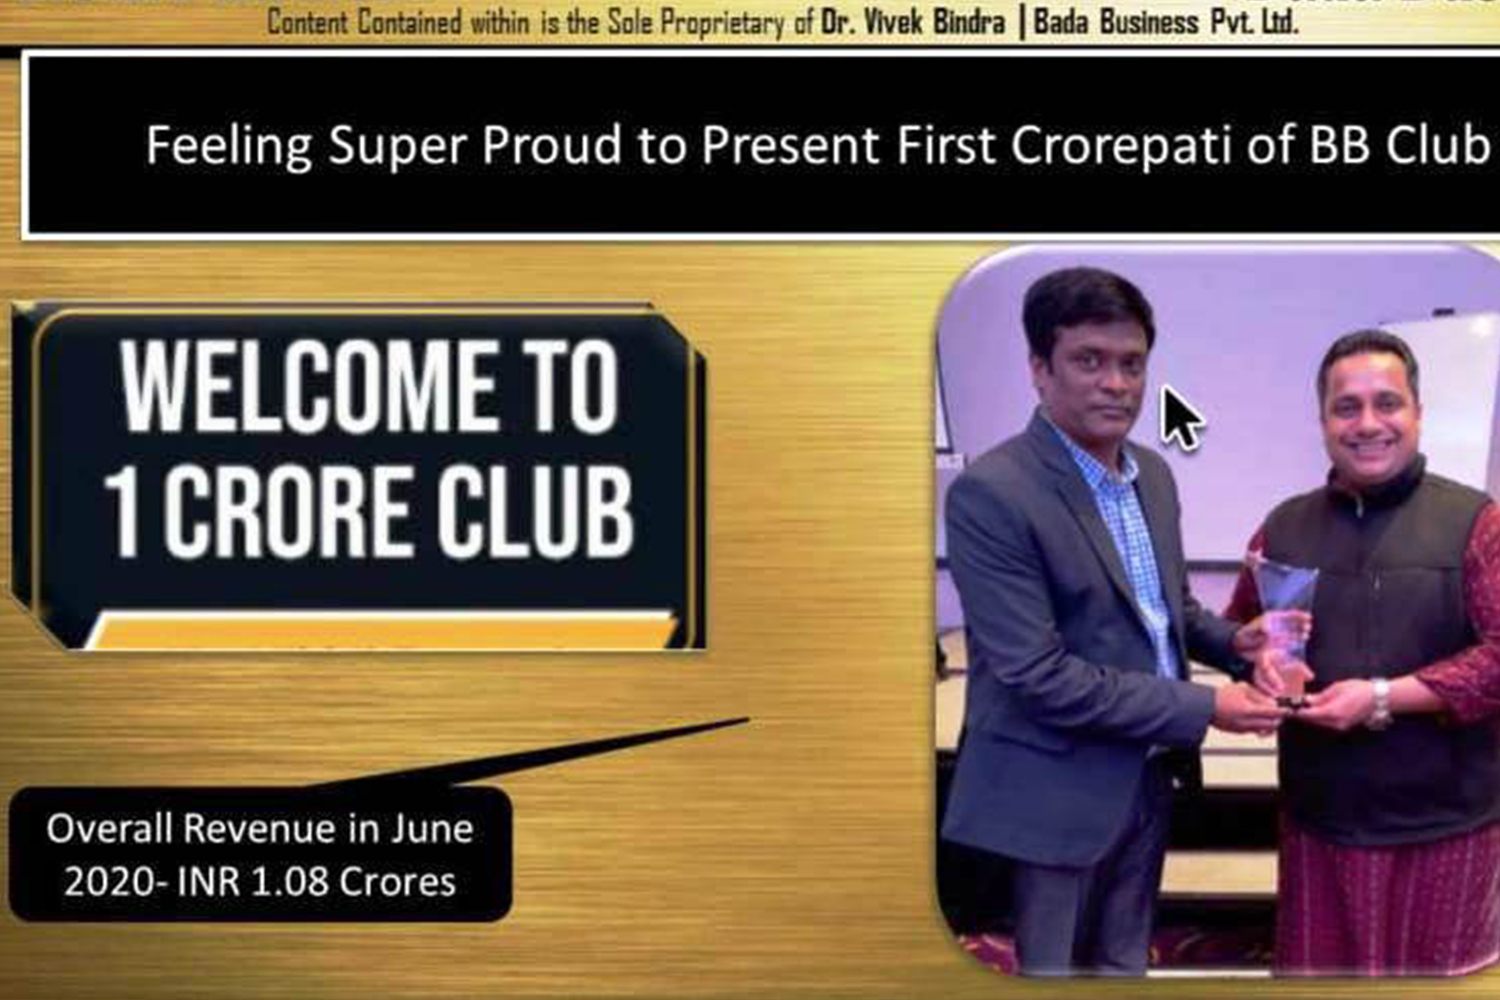 Content Contained within is the Sole Proprietary of Dr. Vivek Bindra | Bada Business Pvt. Ltd.
Feeling Super Proud to Present First Crorepati of BB Club
WELCOME TO
1 CRORE CLUB
Overall Revenue in June
2020- INR 1.08 Crores